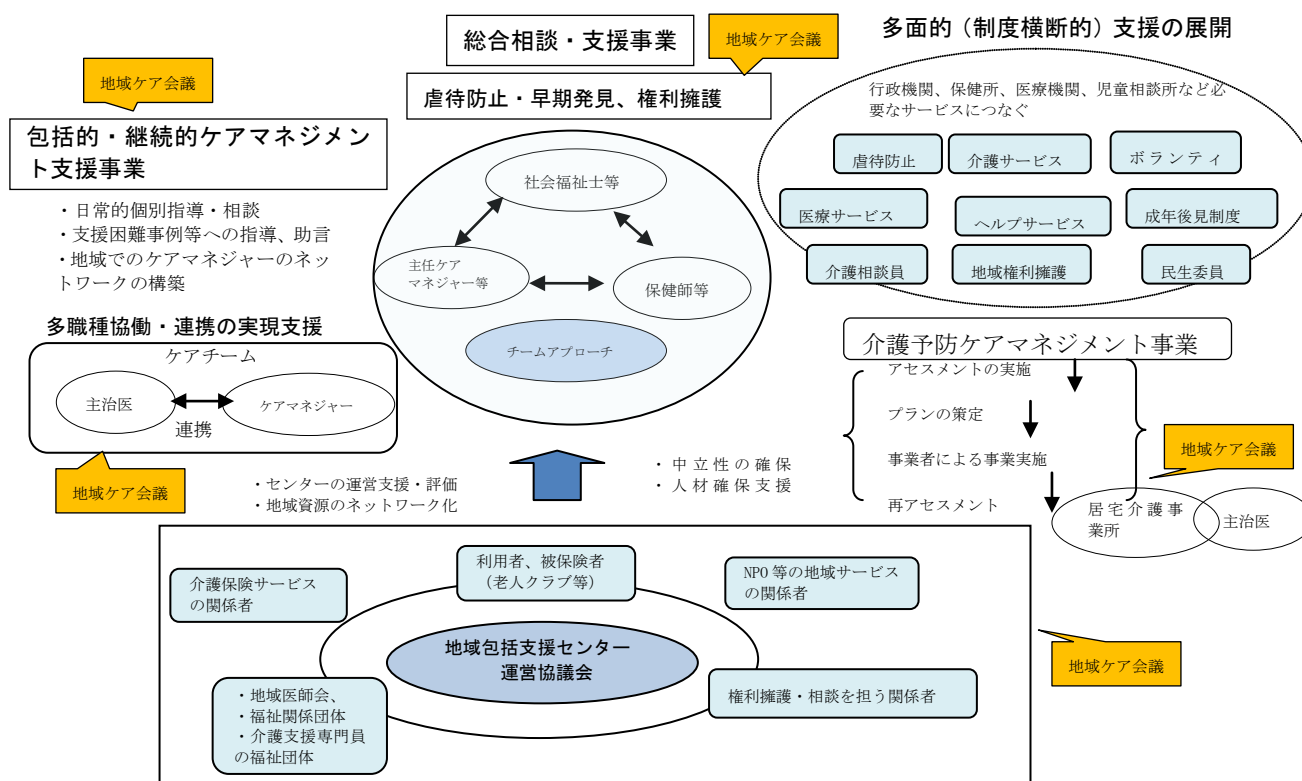 総合相談・支援事業
地域ケア会議
多面的（制度横断的）支援の展開
地域ケア会議
虐待防止・早期発見、権利擁護
行政機関、保健所、医療機関、児童相談所など必
要なサービスにつなぐ
包括的・継続的ケアマネジメン
ト支援事業
虐待防止
介護サービス
ボランティ
医療サービス
ヘルプサービス
成年後見制度
介護相談員
地域権利擁護
民生委員
・日常的個別指導・相談
・支援困難事例等への指導、助言
・地域でのケアマネジャーのネッ
トワークの構築
社会福祉士等
主任ケア
マネジャー等
保健師等
チームアプローチ
多職種協働・連携の実現支援
ケアチーム
主治医
ケアマネジャー
連携
地域ケア会議
介護予防ケアマネジメント事業
アセスメントの実施
プランの策定
事業者による事業実施
再アセスメント
地域ケア会議
居宅介護事
業所
主治医
・センターの運営支援・評価
・地域資源のネットワーク化
・中立性の確保
・人材確保支援
介護保険サービス
の関係者
利用者、被保険者
（老人クラブ等）
NPO 等の地域サービス
の関係者
地域包括支援センター
運営協議会
・地域医師会、
・福祉関係団体
・介護支援専門員
の福祉団体
権利擁護・相談を担う関係者
地域ケア会議